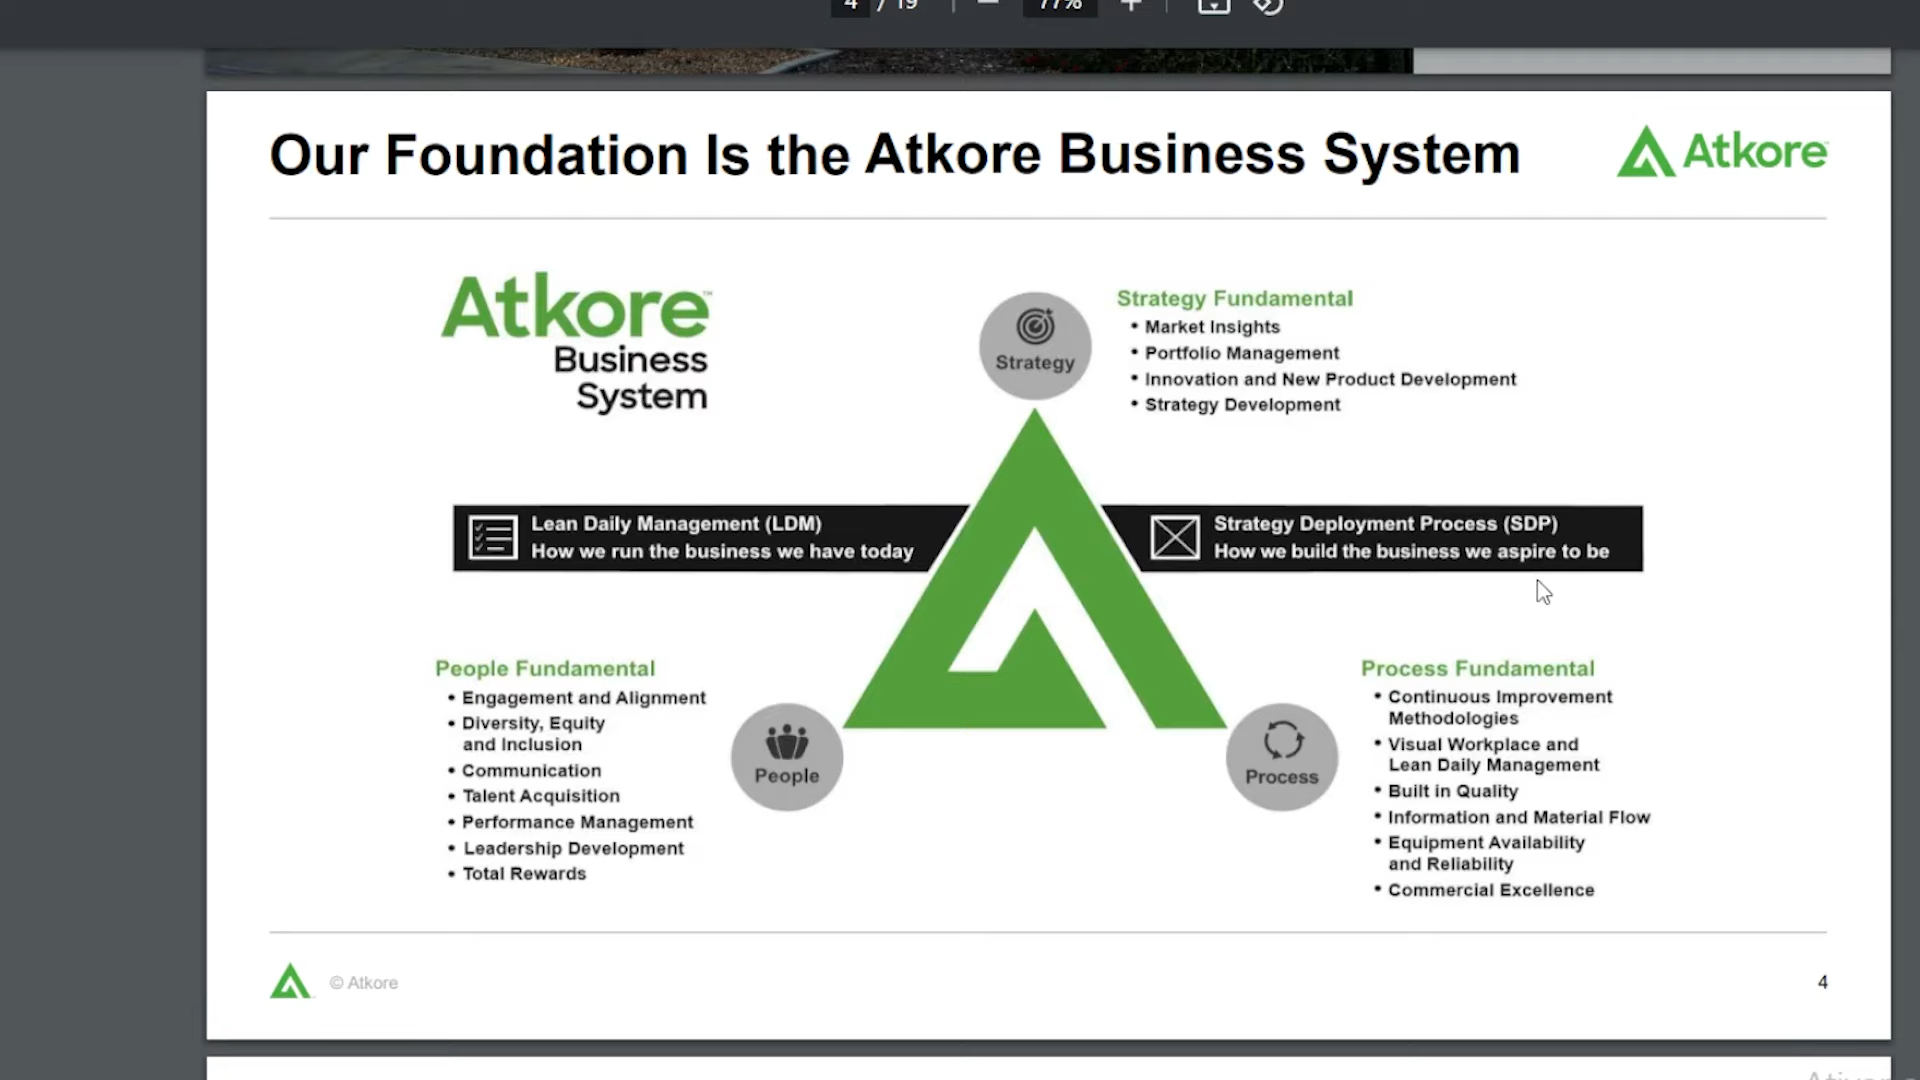 4 / 19
77%
Our Foundation Is the Atkore Business System
Atkore
Atkore™
Business
System
Strategy
Strategy Fundamental
• Market Insights
• Portfolio Management
• Innovation and New Product Development
• Strategy Development
Lean Daily Management (LDM)
How we run the business we have today
Strategy Deployment Process (SDP)
How we build the business we aspire to be
People Fundamental
• Engagement and Alignment
• Diversity, Equity
and Inclusion
• Communication
• Talent Acquisition
• Performance Management
• Leadership Development
• Total Rewards
People
Process
Process Fundamental
• Continuous Improvement
Methodologies
• Visual Workplace and
Lean Daily Management
• Built in Quality
• Information and Material Flow
• Equipment Availability
and Reliability
• Commercial Excellence
© Atkore
4